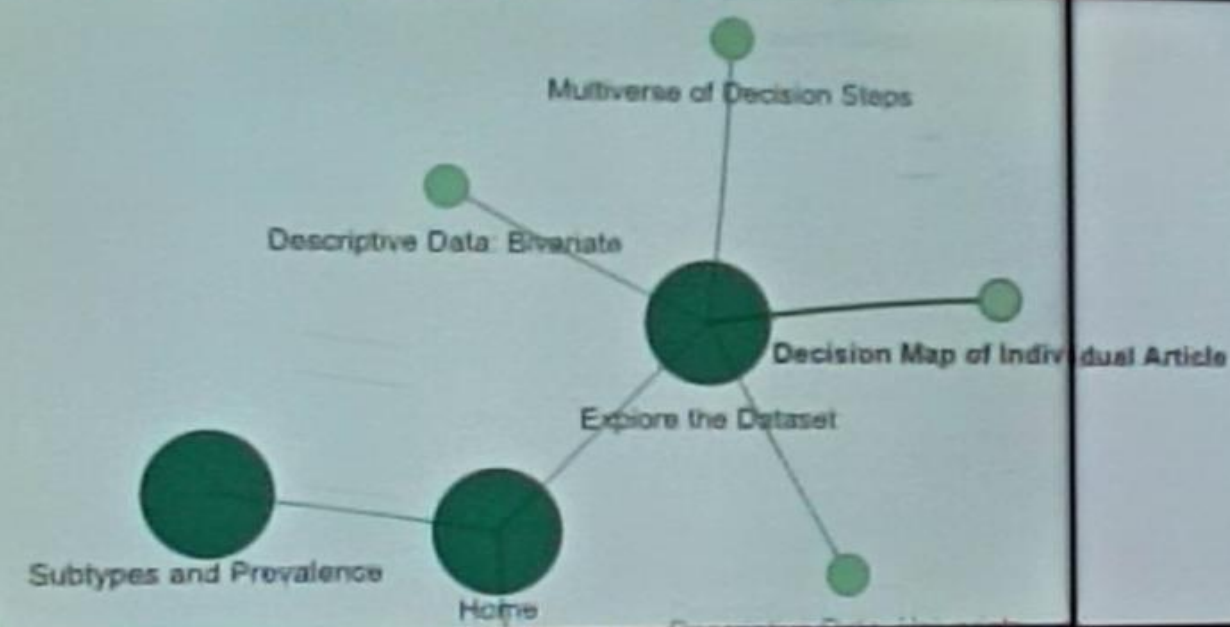 Multiverse of Decision Steps
Descriptive Data: Bivariate
Decision Map of Individual Article
Explore the Dataset
Subtypes and Prevalence
Home